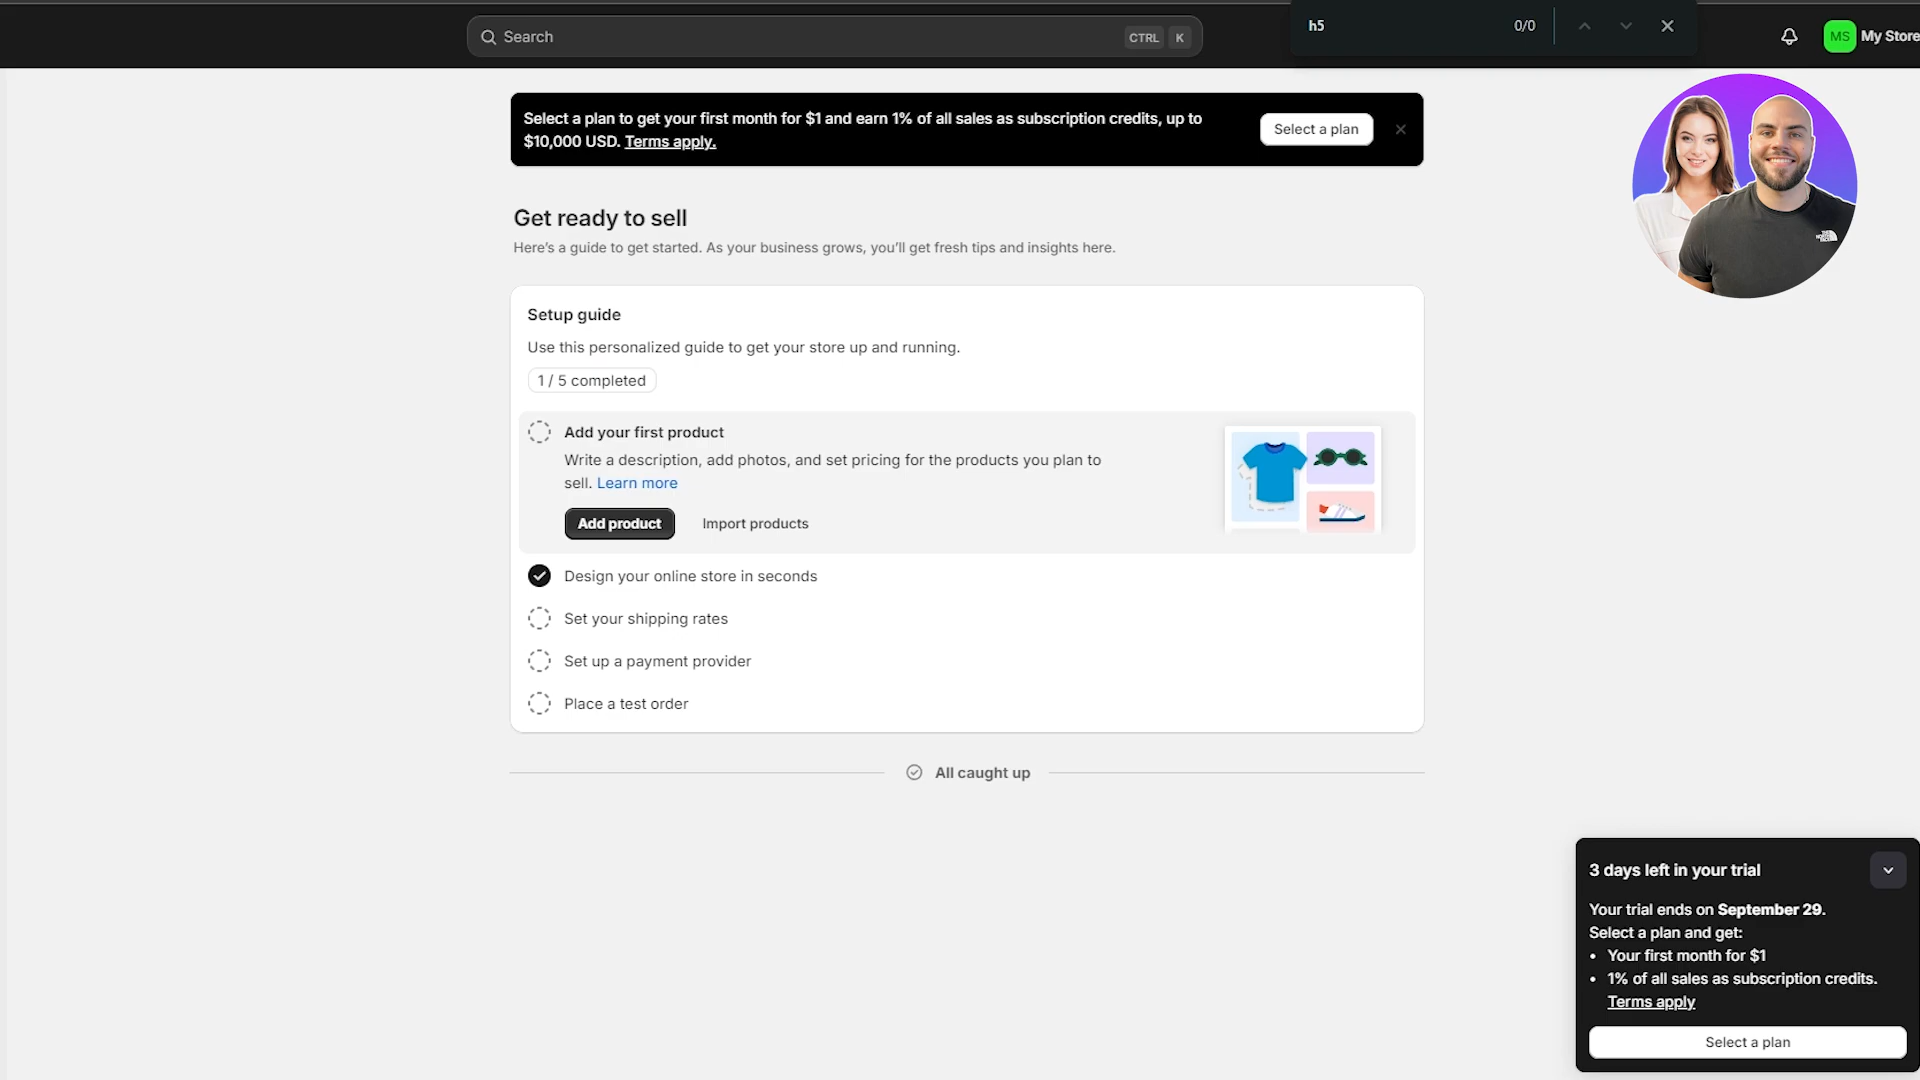 Search
CTRL K
h5
0/0
MS
My Store
Select a plan to get your first month for $1 and earn 1% of all sales as subscription credits, up to
$10,000 USD. Terms apply.
Select a plan
THE
NORTH
FACE
Get ready to sell
Here's a guide to get started. As your business grows, you'll get fresh tips and insights here.
Setup guide
Use this personalized guide to get your store up and running.
1 / 5 completed
Add your first product
Write a description, add photos, and set pricing for the products you plan to
sell. Learn more
Add product
Import products
Design your online store in seconds
Set your shipping rates
Set up a payment provider
Place a test order
All caught up
3 days left in your trial
Your trial ends on September 29.
Select a plan and get:
• Your first month for $1
• 1% of all sales as subscription credits.
Terms apply
Select a plan